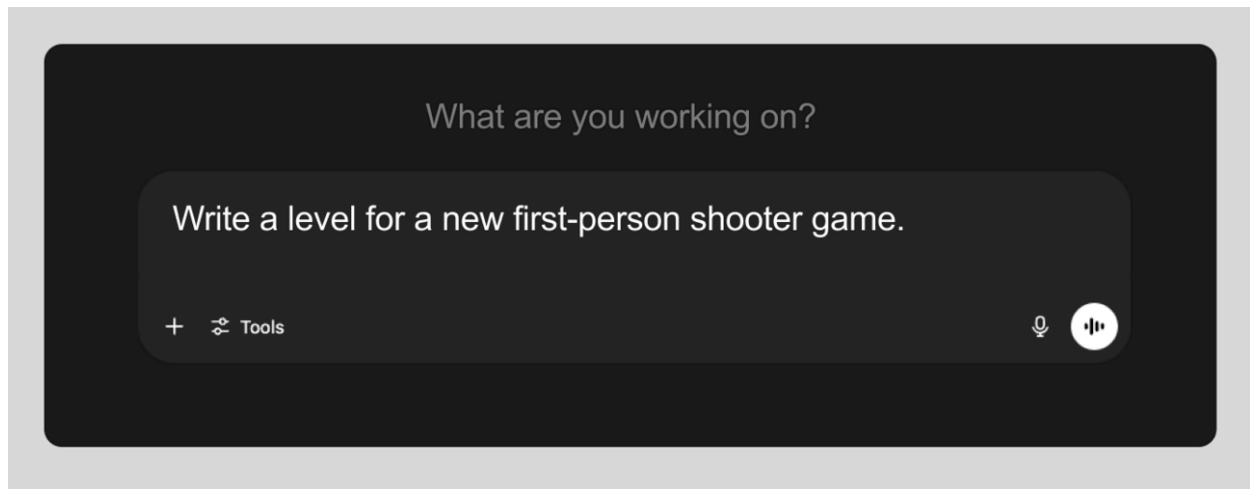 What are you working on?
Write a level for a new first-person shooter game.
Tools